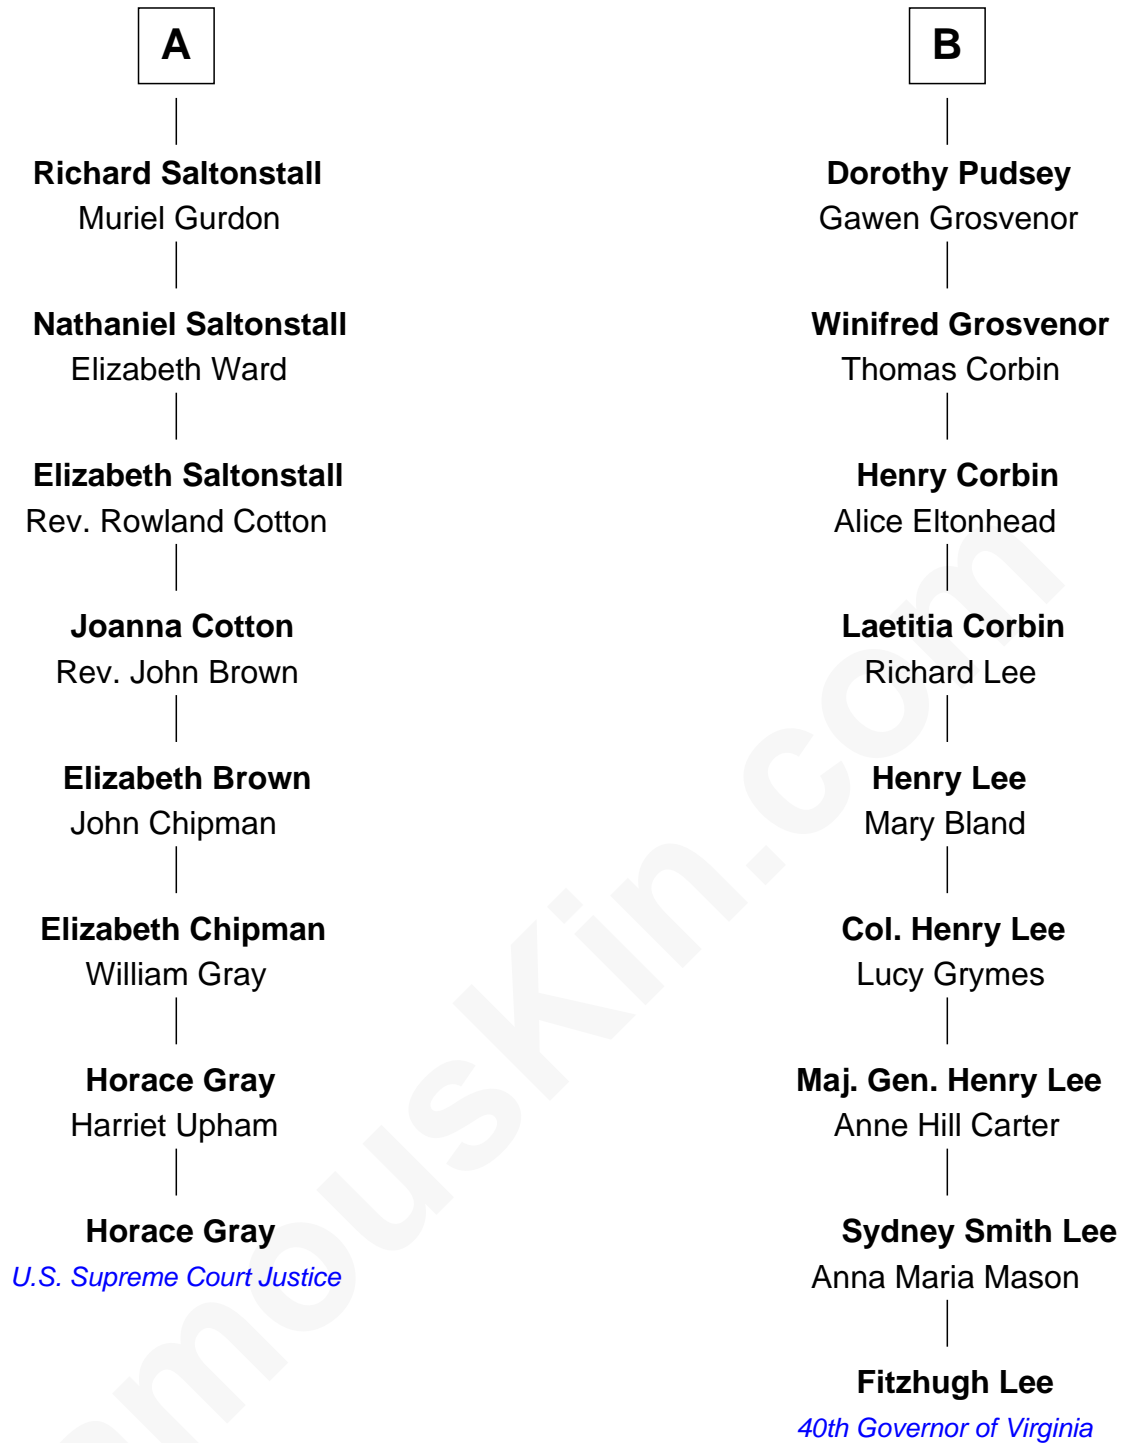 A
Richard Saltonstall
Muriel Gurdon
Nathaniel Saltonstall
Elizabeth Ward
Elizabeth Saltonstall
Rev. Rowland Cotton
Joanna Cotton
Rev. John Brown
Elizabeth Brown
John Chipman
Elizabeth Chipman
William Gray
Horace Gray
Harriet Upham
Horace Gray
U.S. Supreme Court Justice
B
Dorothy Pudsey
Gawen Grosvenor
Winifred Grosvenor
Thomas Corbin
Henry Corbin
Alice Eltonhead
Laetitia Corbin
Richard Lee
Henry Lee
Mary Bland
Col. Henry Lee
Lucy Grymes
Maj. Gen. Henry Lee
Anne Hill Carter
Sydney Smith Lee
Anna Maria Mason
Fitzhugh Lee
40th Governor of Virginia
amouskin.com